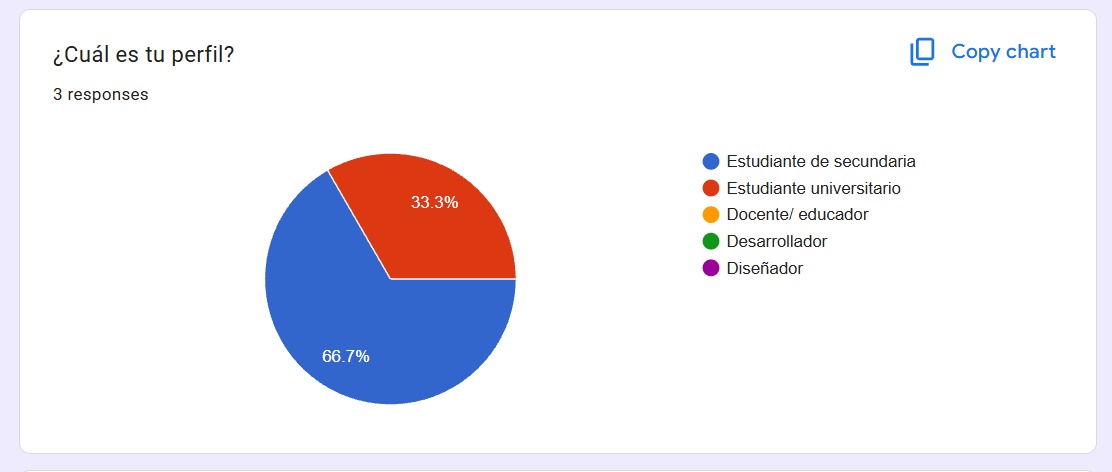 ¿Cuál es tu perfil?
Copy chart
3 responses
33.3%
66.7%
Estudiante de secundaria
Estudiante universitario
Docente/ educador
Desarrollador
Diseñador